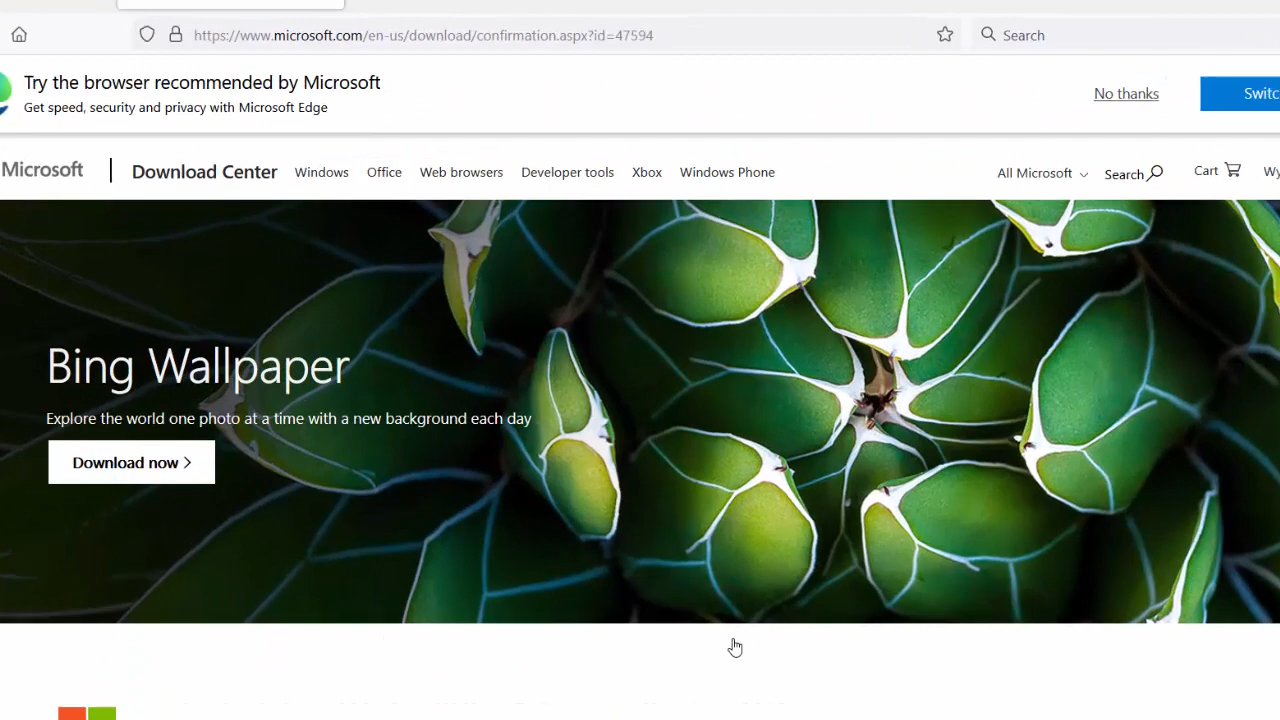 https://www.microsoft.com/en-us/download/confirmation.aspx?id=47594
Search
Try the browser recommended by Microsoft
Get speed, security and privacy with Microsoft Edge
No thanks
Microsoft
Download Center
Windows
Office
Web browsers
Developer tools
Xbox
Windows Phone
All Microsoft
Search
Cart
Bing Wallpaper
Explore the world one photo at a time with a new background each day
Download now >